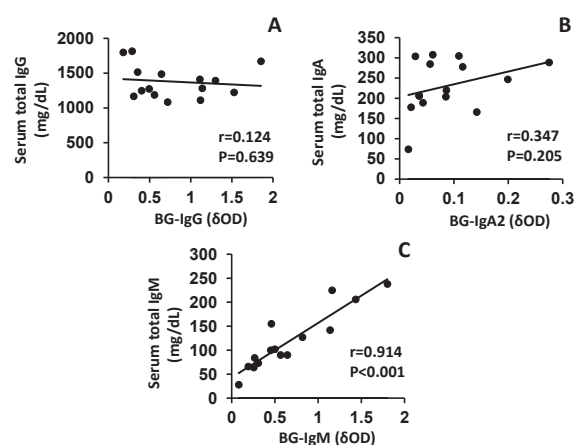 A
Serum total IgG
(mg/dL)
2000
1500
1000
500
0
r=0.124
P=0.639
0
0.5
1
1.5
2
BG-IgG (δOD)
B
Serum total IgA
(mg/dL)
350
300
250
200
150
100
50
0
r=0.347
P=0.205
0
0.1
0.2
0.3
BG-IgA2 (δOD)
C
Serum total IgM
(mg/dL)
300
250
200
150
100
50
0
r=0.914
P<0.001
0
0.5
1
1.5
2
BG-IgM (δOD)